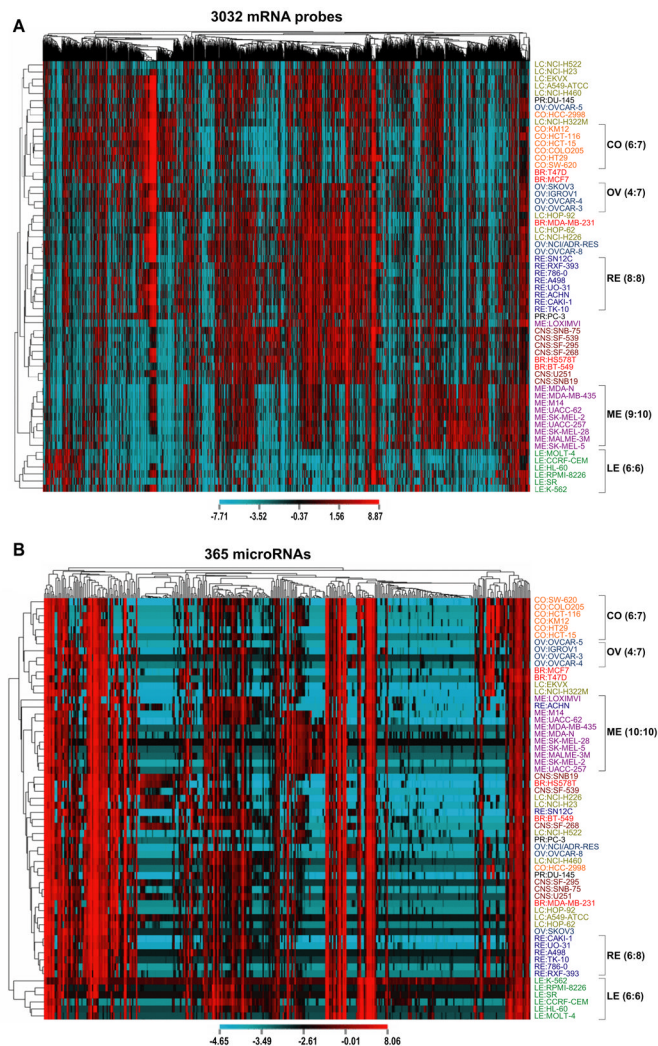 A
3032 mRNA probes
LC:NCI-H522
LC:NCI-H23
LC:EKVX
LC:A549-ATCC
LC:NCI-H460
PR:DU-145
OV:OVCAR-5
CO:HCC-2998
LC:NCI-H322M
CO:KM12
CO:HCT-116
CO:HCT-15
CO:COLO205
CO:HT29
CO:SW-620
CO (6:7)
BR:T47D
BR:MCF7
OV:SKOV3
OV:IGROV1
OV:OVCAR-4
OV:OVCAR-3
OV (4:7)
LC:HOP-92
BR:MDA-MB-231
LC:HOP-62
LC:NCI-H226
OV:NCI/ADR-RES
OV:OVCAR-8
RE:SN12C
RE:RXF-393
RE:786-0
RE:A498
RE:UO-31
RE:ACHN
RE:CAKI-1
RE:TK-10
RE (8:8)
PR:PC-3
ME:LOXIMVI
CNS:SNB-75
CNS:SF-539
CNS:SF-295
CNS:SF-268
BR:HS578T
BR:BT-549
CNS:U251
CNS:SNB19
ME:MDA-N
ME:MDA-MB-435
ME:M14
ME:UACC-62
ME:SK-MEL-2
ME:UACC-257
ME:SK-MEL-28
ME:MALME-3M
ME:SK-MEL-5
ME (9:10)
LE:MOLT-4
LE:CCRF-CEM
LE:HL-60
LE:RPMI-8226
LE:SR
LE:K-562
LE (6:6)
-7.71 -3.52 -0.37 1.56 8.87
B
365 microRNAs
CO:SW-620
CO:COLO205
CO:HCT-116
CO:KM12
CO:HT29
CO:HCT-15
CO (6:7)
OV:OVCAR-5
OV:IGROV1
OV:OVCAR-3
OV:OVCAR-4
OV (4:7)
BR:MCF7
BR:T47D
LC:EKVX
LC:NCI-H322M
ME:LOXIMVI
RE:ACHN
ME:M14
ME:UACC-62
ME:MDA-MB-435
ME:MDA-N
ME:SK-MEL-28
ME:SK-MEL-5
ME:MALME-3M
ME:SK-MEL-2
ME:UACC-257
ME (10:10)
CNS:SNB19
BR:HS578T
CNS:SF-539
LC:NCI-H226
LC:NCI-H23
RE:SN12C
BR:BT-549
CNS:SF-268
LC:NCI-H522
PR:PC-3
OV:NCI/ADR-RES
OV:OVCAR-8
LC:NCI-H460
CO:HCC-2998
PR:DU-145
CNS:SF-295
CNS:SNB-75
CNS:U251
BR:MDA-MB-231
LC:HOP-92
LC:A549-ATCC
LC:HOP-62
OV:SKOV3
RE:CAKI-1
RE:UO-31
RE:A498
RE:TK-10
RE:786-0
RE:RXF-393
RE (6:8)
LE:K-562
LE:RPMI-8226
LE:SR
LE:CCRF-CEM
LE:HL-60
LE:MOLT-4
LE (6:6)
-4.65 -3.49 -2.61 -0.01 8.06